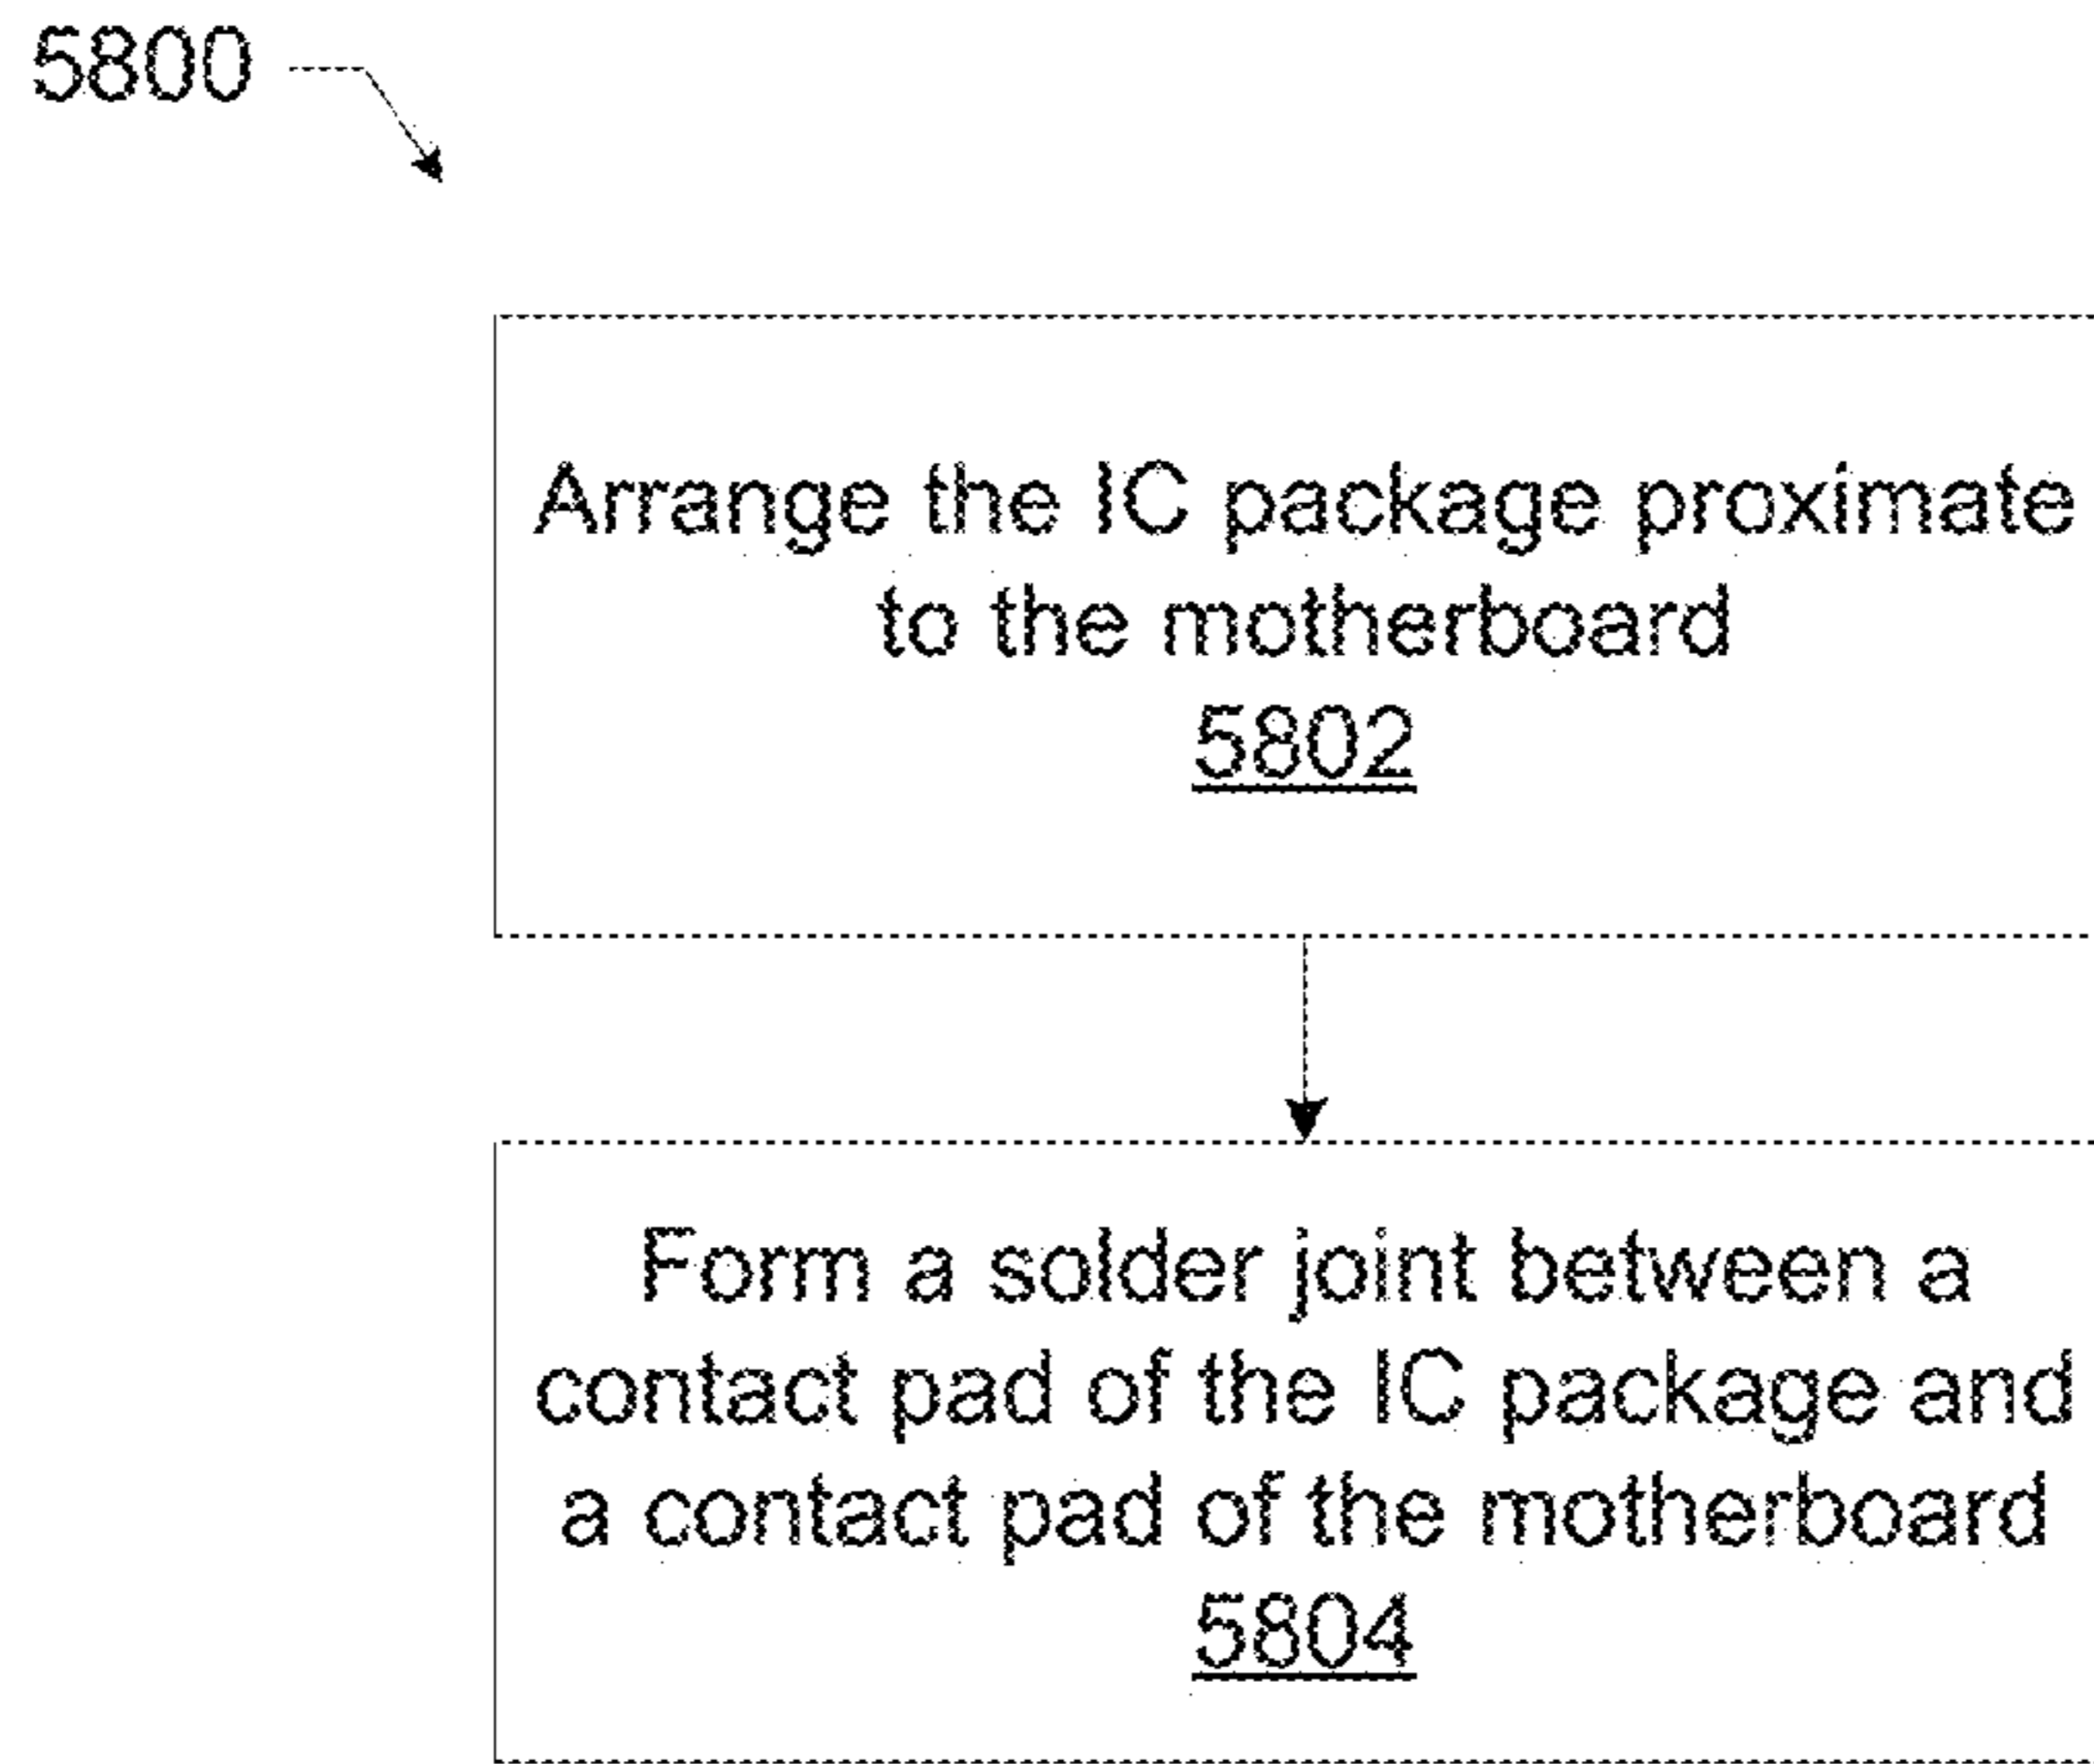 5800
Arrange the IC package proximate
to the motherboard
5802
Form a solder joint between a
contact pad of the IC package and
a contact pad of the motherboard
5804